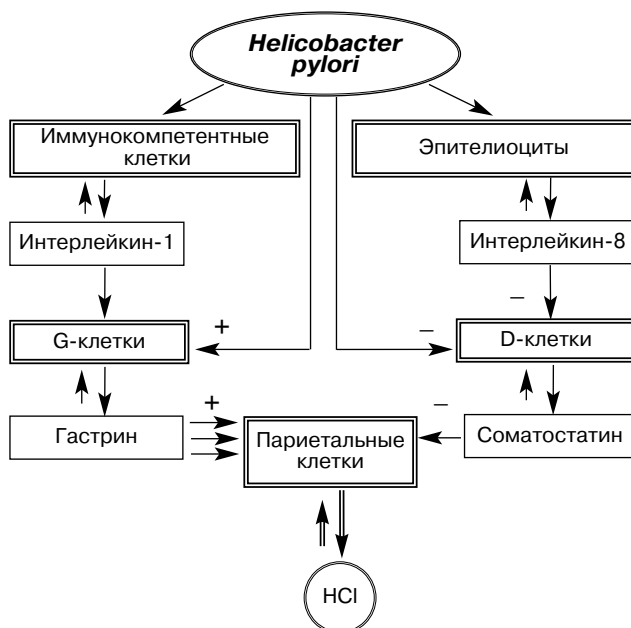 Helicobacter
pylori
Иммунокомпетентные
клетки
Эпителиоциты
Интерлейкин-1
Интерлейкин-8
–
G-клетки
+
–
D-клетки
Гастрин
+
Париетальные
клетки
–
Соматостатин
HCl